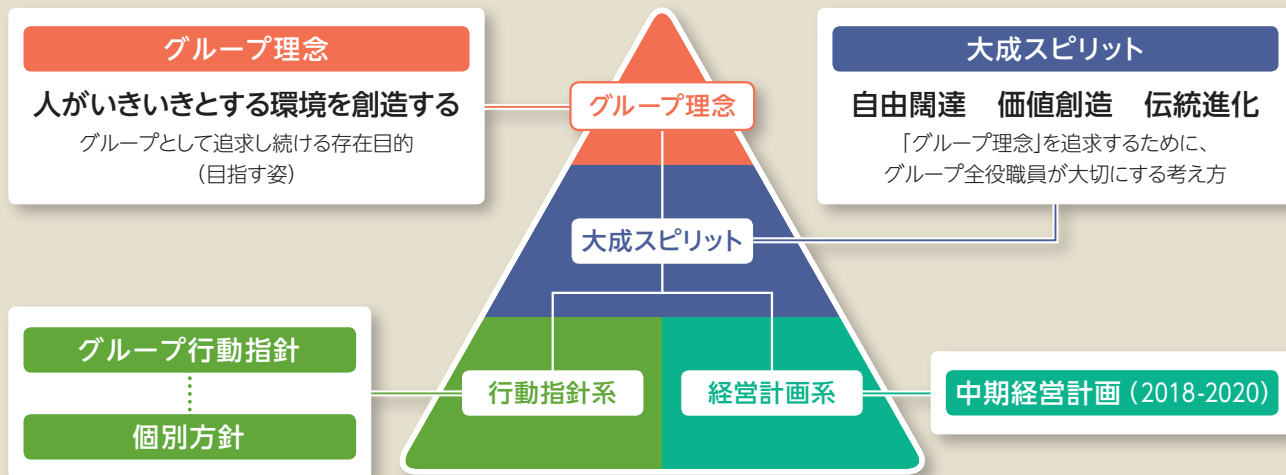 グループ理念
人がいきいきとする環境を創造する
グループとして追求し続ける存在目的
(目指す姿)
グループ理念
大成スピリット
自由闊達　価値創造　伝統進化
「グループ理念」を追求するために、
グループ全役職員が大切にする考え方
大成スピリット
グループ行動指針
個別方針
行動指針系
経営計画系
中期経営計画(2018-2020)